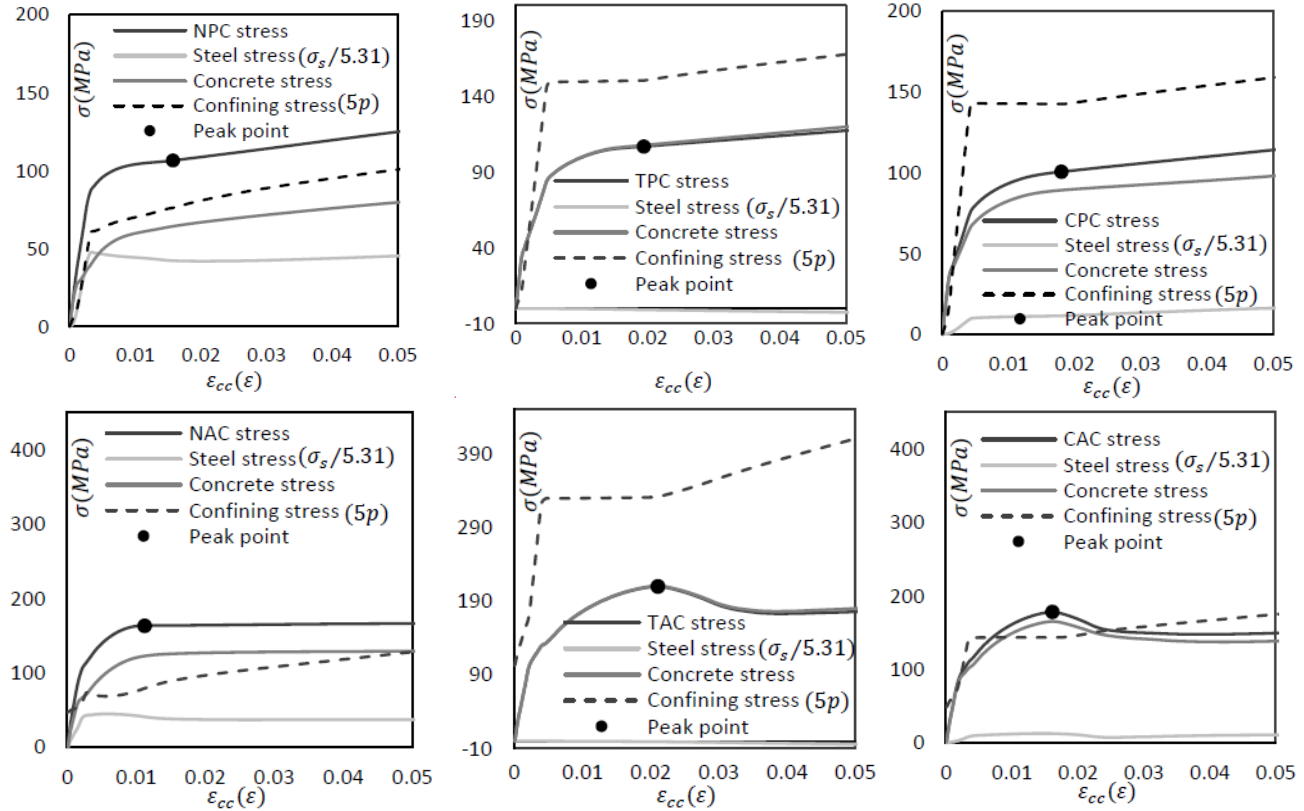 200
150
100
50
0
σ(MPa)
NPC stress
Steel stress (σₛ/5.31)
Concrete stress
Confining stress (5p)
Peak point
0 0.01 0.02 0.03 0.04 0.05
ε𝑐𝑐(ε)
190
140
90
40
-10
σ(MPa)
TPC stress
Steel stress (σₛ/5.31)
Concrete stress
Confining stress (5p)
Peak point
0 0.01 0.02 0.03 0.04 0.05
ε𝑐𝑐(ε)
200
150
100
50
0
σ(MPa)
CPC stress
Steel stress (σₛ/5.31)
Concrete stress
Confining stress (5p)
Peak point
0 0.01 0.02 0.03 0.04 0.05
ε𝑐𝑐(ε)
400
300
200
100
0
σ(MPa)
NAC stress
Steel stress (σₛ/5.31)
Concrete stress
Confining stress (5p)
Peak point
0 0.01 0.02 0.03 0.04 0.05
ε𝑐𝑐(ε)
390
290
190
90
-10
σ(MPa)
TAC stress
Steel stress (σₛ/5.31)
Concrete stress
Confining stress (5p)
Peak point
0 0.01 0.02 0.03 0.04 0.05
ε𝑐𝑐(ε)
400
300
200
100
0
σ(MPa)
CAC stress
Steel stress (σₛ/5.31)
Concrete stress
Confining stress (5p)
Peak point
0 0.01 0.02 0.03 0.04 0.05
ε𝑐𝑐(ε)